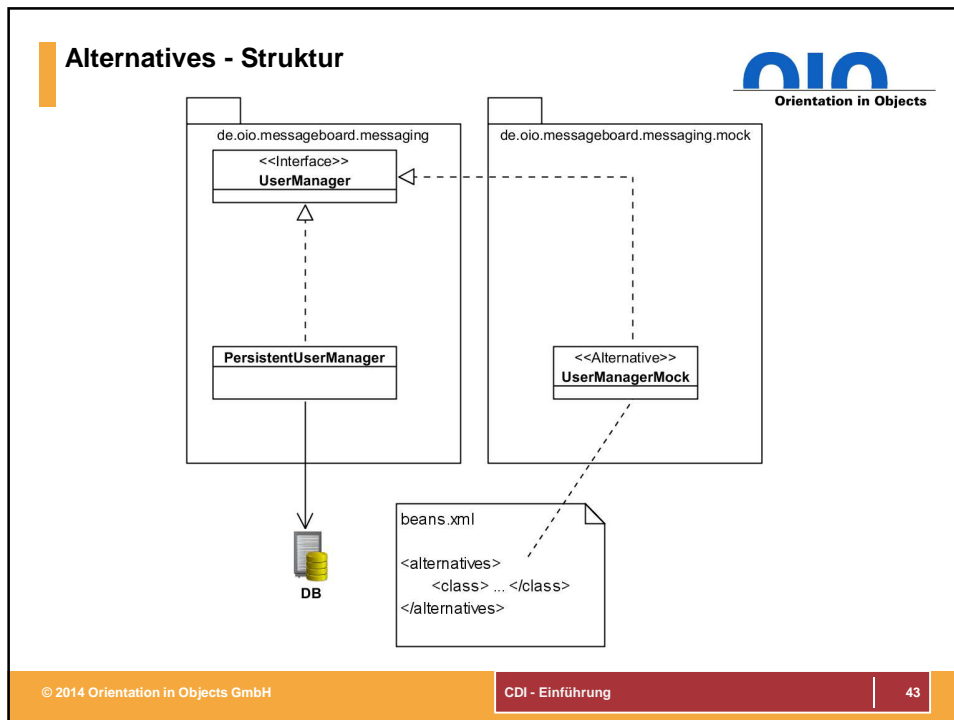 Alternatives - Struktur
oio
Orientation in Objects
de.oio.messageboard.messaging
<<Interface>>
UserManager
PersistentUserManager
DB
de.oio.messageboard.messaging.mock
<<Alternative>>
UserManagerMock
beans.xml
<alternatives>
<class> ... </class>
</alternatives>
© 2014 Orientation in Objects GmbH
CDI - Einführung
43